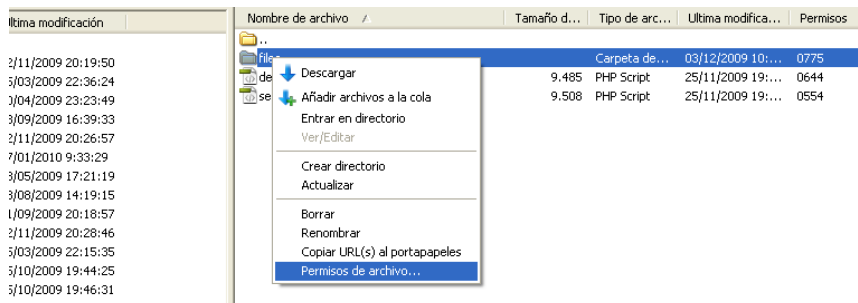 ltima modificación
2/11/2009 20:19:50
5/03/2009 22:36:24
0/04/2009 23:23:49
3/09/2009 16:39:33
2/11/2009 20:26:57
7/01/2010 9:33:29
3/05/2009 17:21:19
3/08/2009 14:19:15
1/09/2009 20:18:57
2/11/2009 20:28:46
5/03/2009 22:15:35
5/10/2009 19:44:25
5/10/2009 19:46:31
Nombre de archivo Tamaño d... Tipo de arc... Ultima modifica... Permisos
..
files Carpeta de... 03/12/2009 10:... 0775
de 9.485 PHP Script 25/11/2009 19:... 0644
se 9.508 PHP Script 25/11/2009 19:... 0554
Descargar
Añadir archivos a la cola
Entrar en directorio
Ver/Editar
Crear directorio
Actualizar
Borrar
Renombrar
Copiar URL(s) al portapapeles
Permisos de archivo...